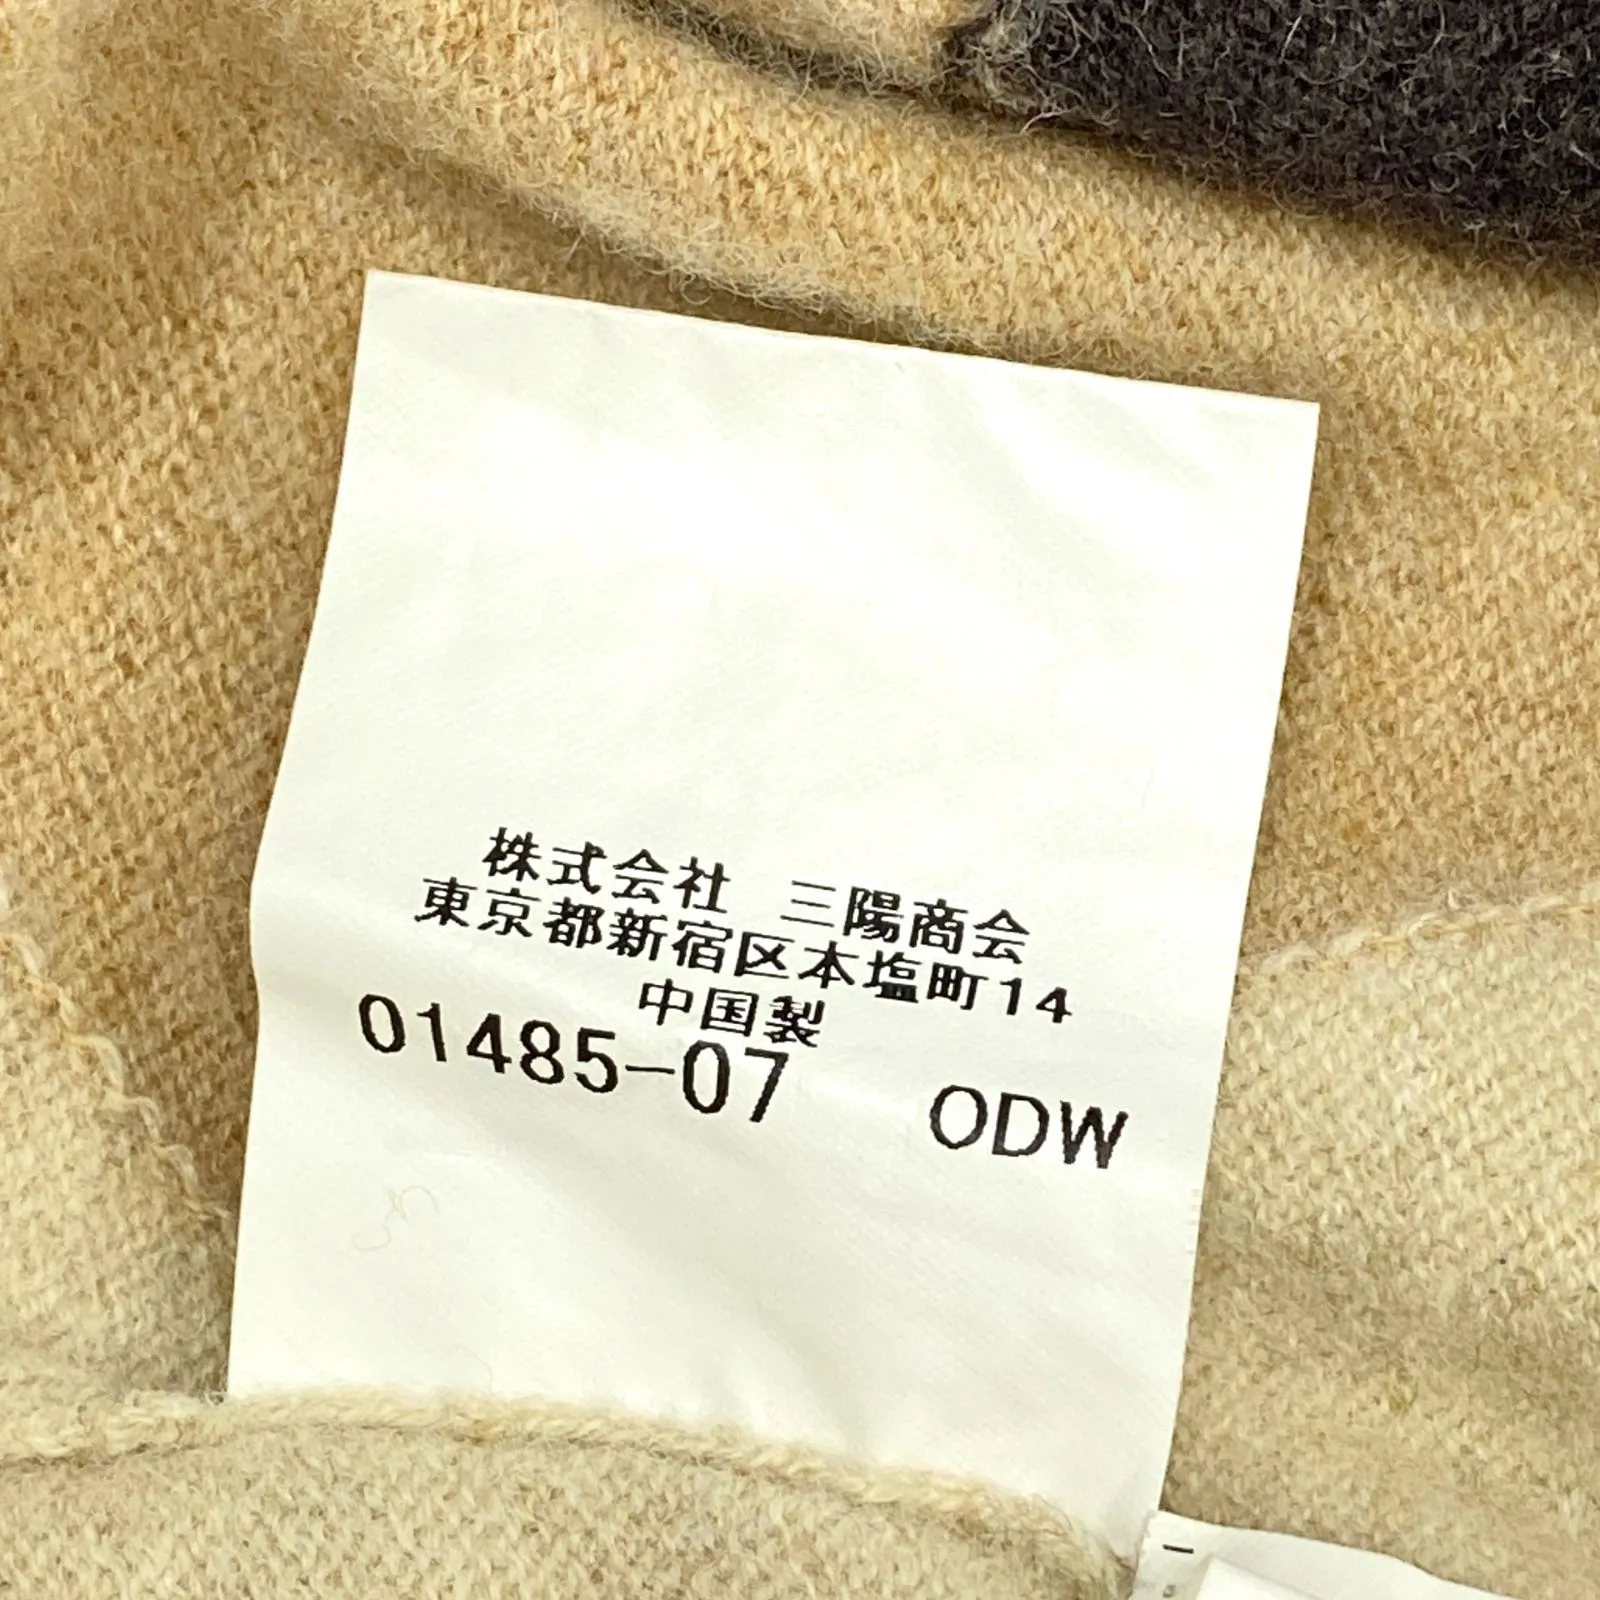 株式会社 三陽商会
東京都新宿区本塩町14
中国製
01485-07 ODW